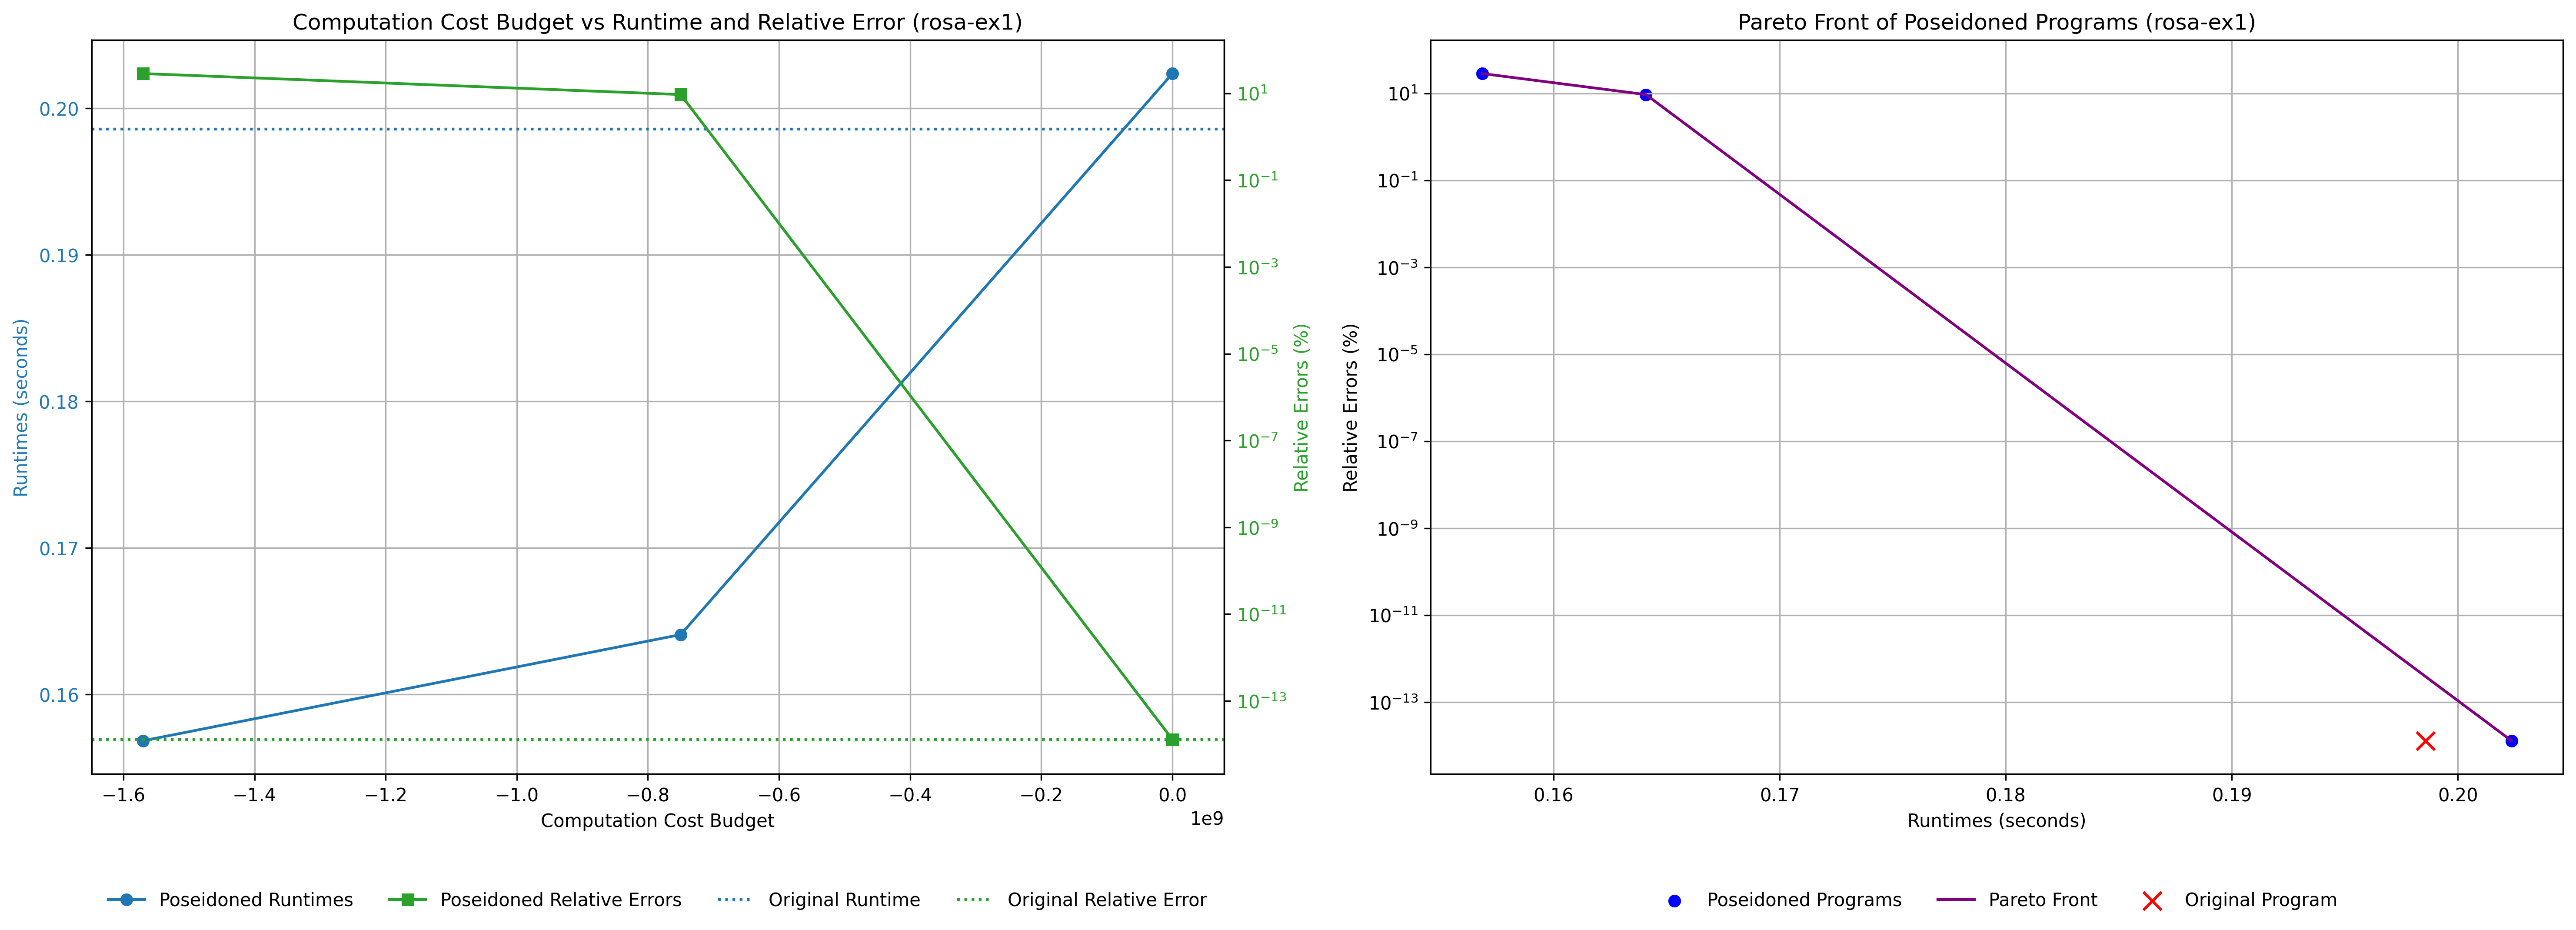 Computation Cost Budget vs Runtime and Relative Error (rosa-ex1)
Runtimes (seconds)
0.20
0.19
0.18
0.17
0.16
10¹
10⁻¹
10⁻³
10⁻⁵
10⁻⁷
10⁻⁹
10⁻¹¹
10⁻¹³
Relative Errors (%)
−1.6 −1.4 −1.2 −1.0 −0.8 −0.6 −0.4 −0.2 0.0
1e9
Computation Cost Budget
Poseidoned Runtimes Poseidoned Relative Errors Original Runtime Original Relative Error
Pareto Front of Poseidoned Programs (rosa-ex1)
Relative Errors (%)
10¹
10⁻¹
10⁻³
10⁻⁵
10⁻⁷
10⁻⁹
10⁻¹¹
10⁻¹³
0.16 0.17 0.18 0.19 0.20
Runtimes (seconds)
Poseidoned Programs Pareto Front Original Program